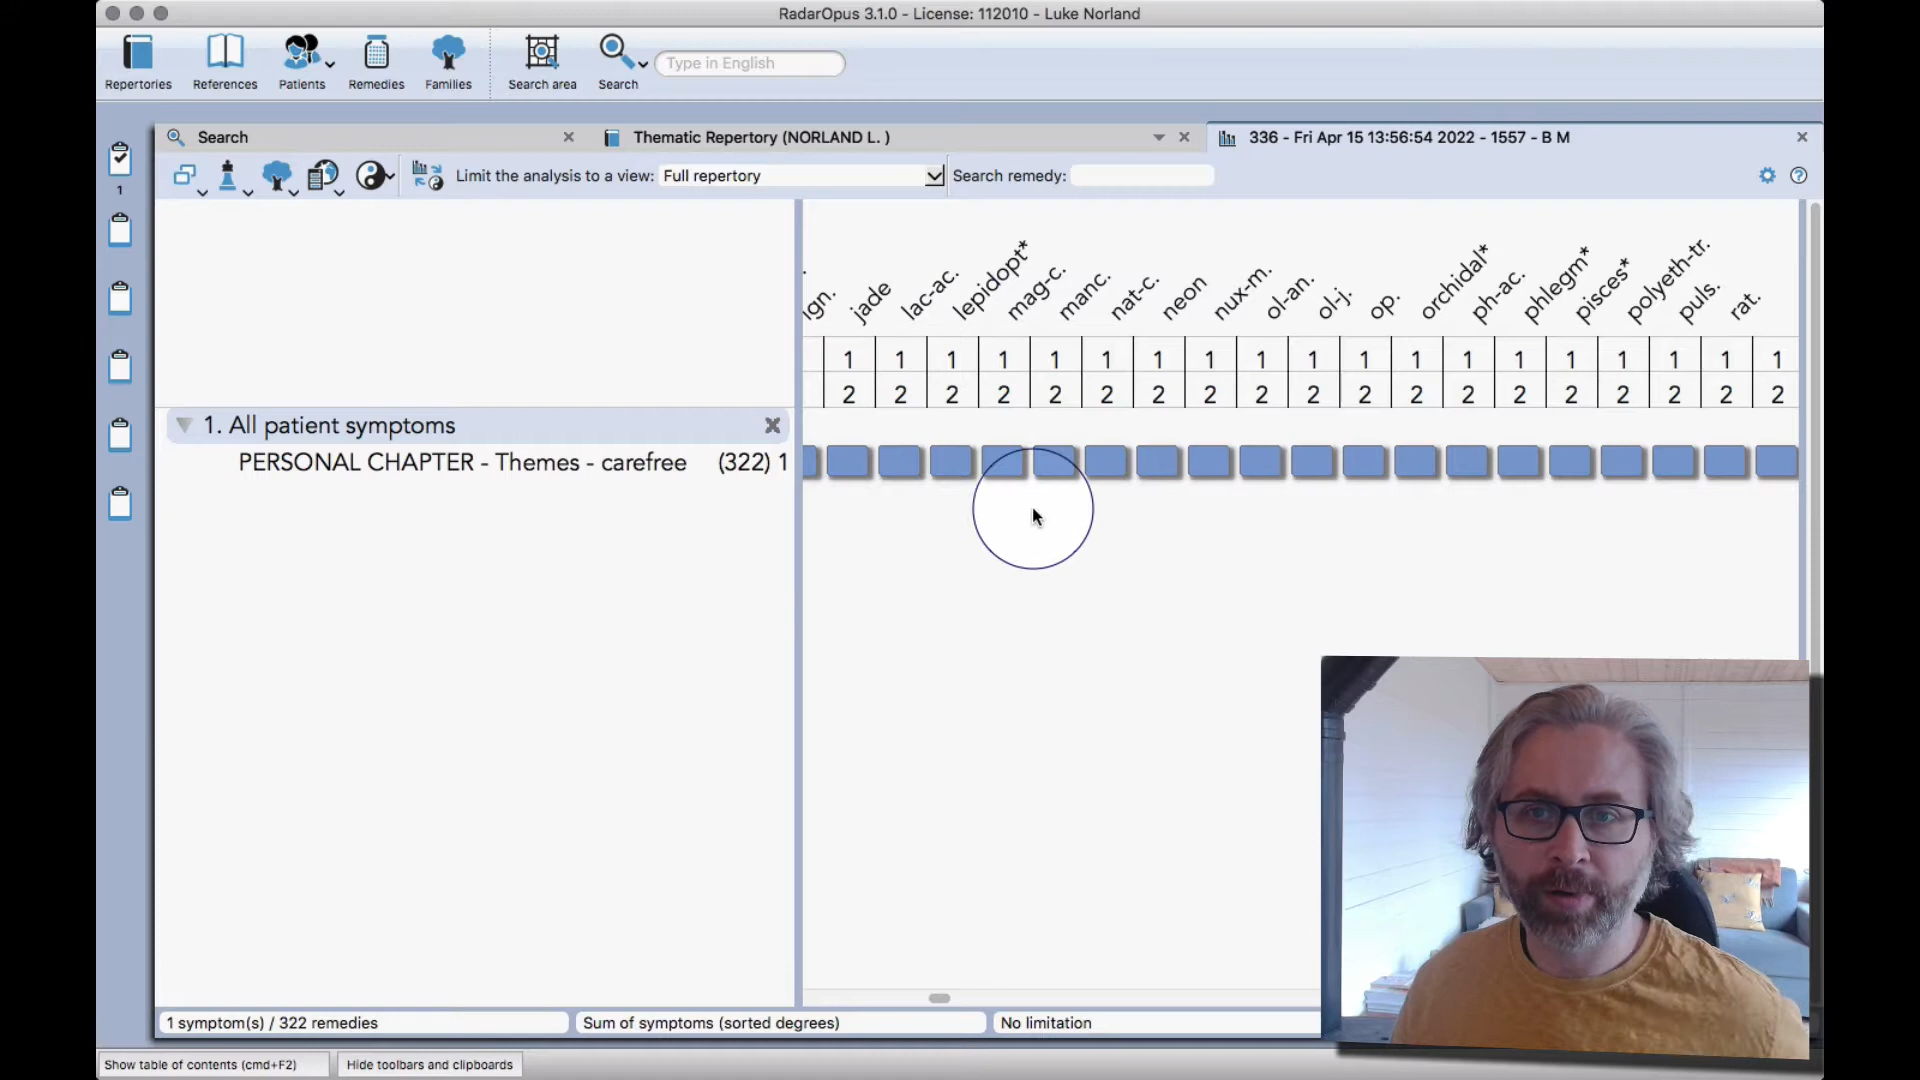 RadarOpus 3.1.0 - License: 112010 - Luke Norland
Repertories
References
Patients
Remedies
Families
Search area
Search
Type in English
Search
Thematic Repertory (NORLAND L. )
336 - Fri Apr 15 13:56:54 2022 - 1557 - B M
1
Limit the analysis to a view: Full repertory
Search remedy:
ign. jade lac-ac. lepidopt* mag-c. manc. nat-c. neon nux-m. ol-an. ol-j. op. orchidal* ph-ac. phlegm* pisces* polyeth-tr. puls. rat.
1 1 1 1 1 1 1 1 1 1 1 1 1 1 1 1 1 1 1
2 2 2 2 2 2 2 2 2 2 2 2 2 2 2 2 2 2 2
1. All patient symptoms
PERSONAL CHAPTER - Themes - carefree (322) 1
1 symptom(s) / 322 remedies
Sum of symptoms (sorted degrees)
No limitation
Show table of contents (cmd+F2)
Hide toolbars and clipboards